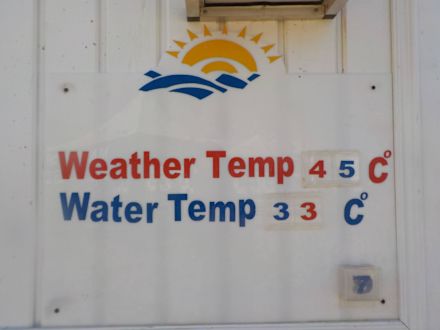 Weather Temp 45 C°
Water Temp 33 C°